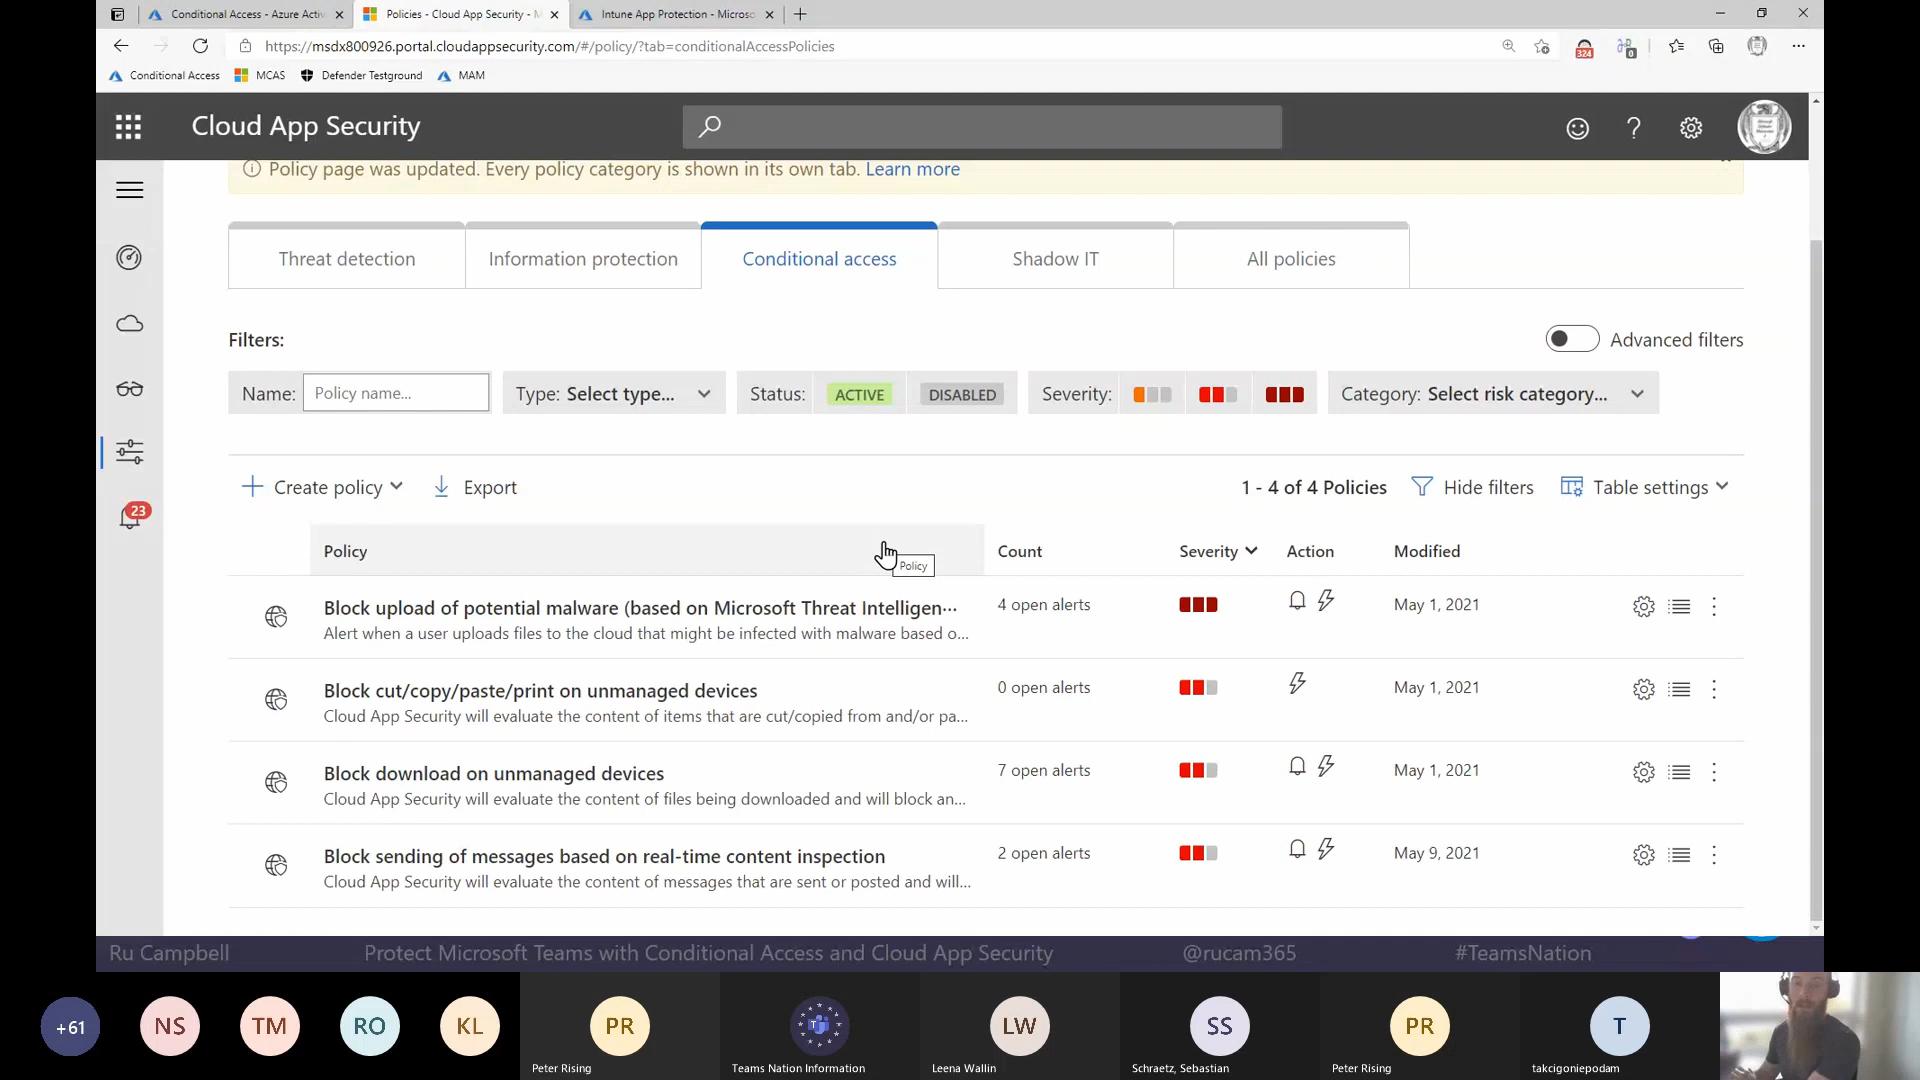 Conditional Access - Azure Activ
Policies - Cloud App Security - M
Intune App Protection - Microso
https://msdx800926.portal.cloudappsecurity.com/#/policy/?tab=conditionalAccessPolicies
324
0
Conditional Access
MCAS
Defender Testground
MAM
Cloud App Security
?
Policy page was updated. Every policy category is shown in its own tab. Learn more
Threat detection
Information protection
Conditional access
Shadow IT
All policies
Filters:
Advanced filters
Name: Policy name...
Type: Select type...
Status: ACTIVE DISABLED
Severity:
Category: Select risk category...
Create policy
Export
1 - 4 of 4 Policies
Hide filters
Table settings
23
Policy
Count
Severity
Action
Modified
Policy
Block upload of potential malware (based on Microsoft Threat Intelligen···
4 open alerts
May 1, 2021
Alert when a user uploads files to the cloud that might be infected with malware based o...
Block cut/copy/paste/print on unmanaged devices
0 open alerts
May 1, 2021
Cloud App Security will evaluate the content of items that are cut/copied from and/or pa...
Block download on unmanaged devices
7 open alerts
May 1, 2021
Cloud App Security will evaluate the content of files being downloaded and will block an...
Block sending of messages based on real-time content inspection
2 open alerts
May 9, 2021
Cloud App Security will evaluate the content of messages that are sent or posted and will...
Ru Campbell
Protect Microsoft Teams with Conditional Access and Cloud App Security
@rucam365
#TeamsNation
+61
NS
TM
RO
KL
PR
LW
SS
PR
T
Peter Rising
Teams Nation Information
Leena Wallin
Schraetz, Sebastian
Peter Rising
takcigoniepodam